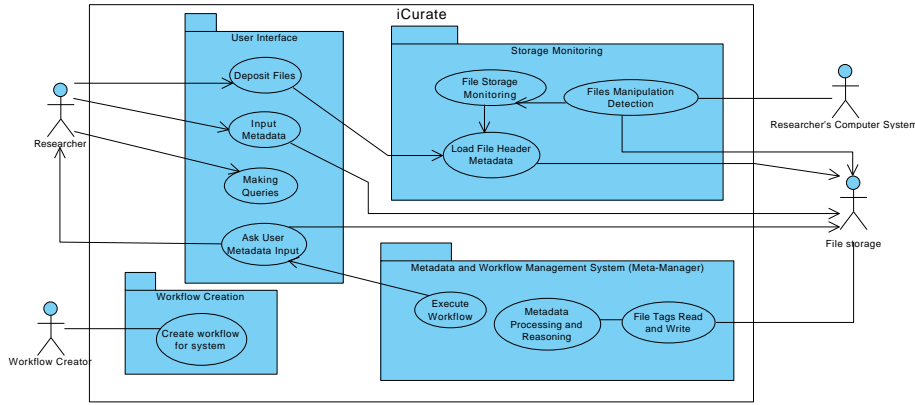 iCurate
User Interface
Storage Monitoring
Deposit Files
File Storage
Monitoring
Files Manipulation
Detection
Researcher's Computer System
Researcher
Input
Metadata
Load File Header
Metadata
Making
Queries
File storage
Ask User
Metadata Input
Metadata and Workflow Management System (Meta-Manager)
Workflow Creation
Execute
Workflow
Metadata
Processing and
Reasoning
File Tags Read
and Write
Create workflow
for system
Workflow Creator